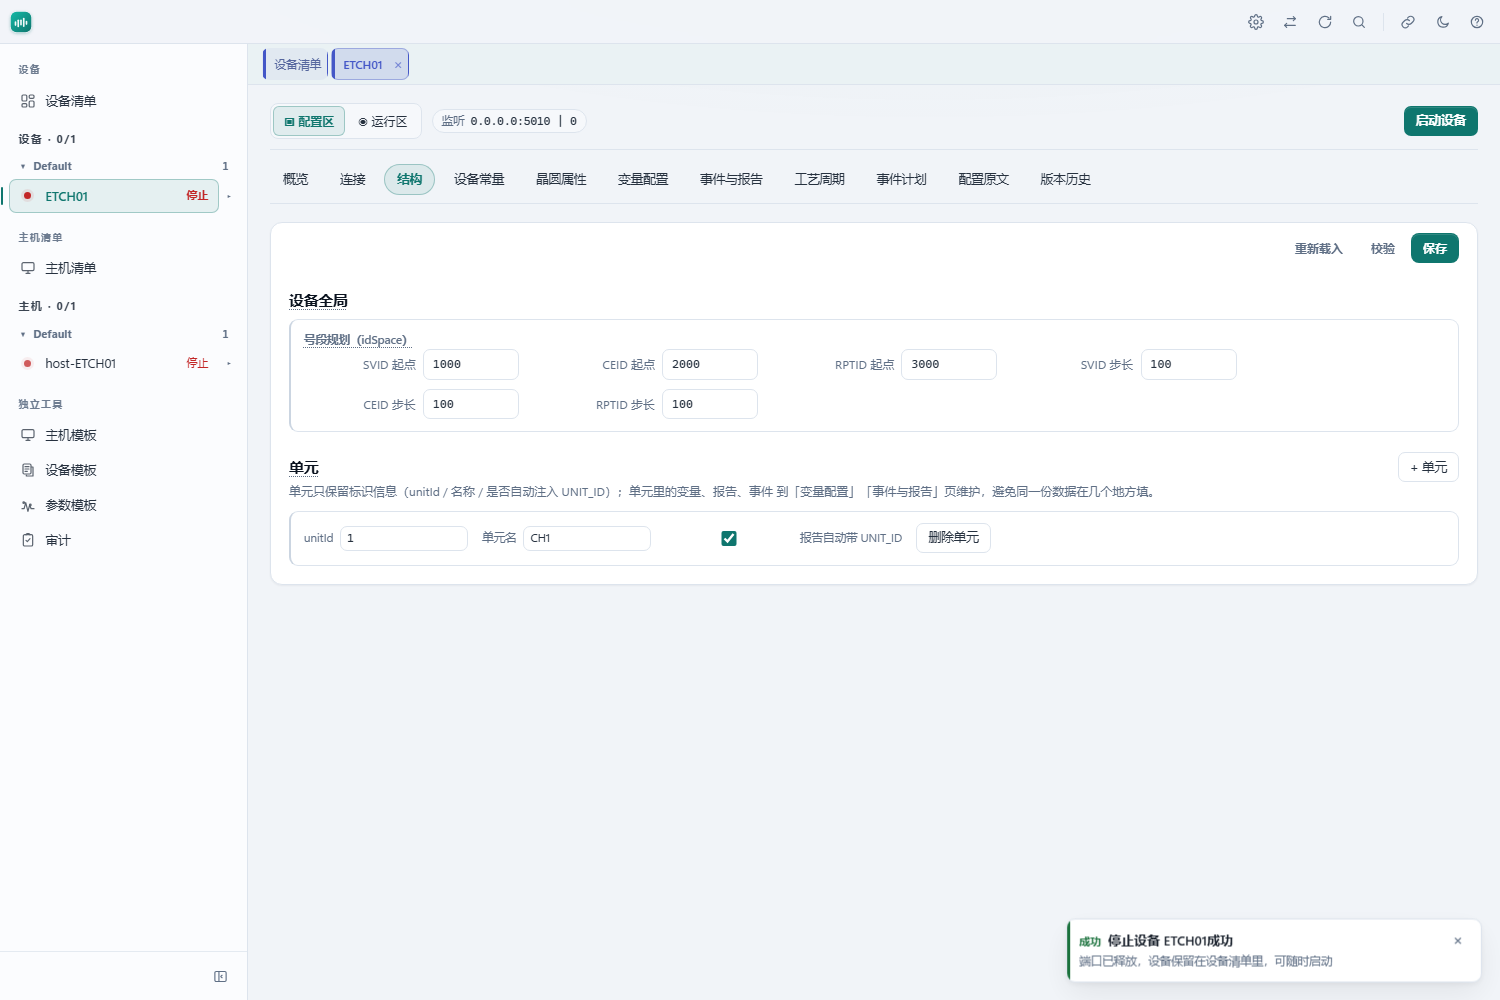 设备
设备清单
设备 · 0/1
Default 1
ETCH01 停止
主机清单
主机清单
主机 · 0/1
Default 1
host-ETCH01 停止
独立工具
主机模板
设备模板
参数模板
审计
设备清单 ETCH01 ×
配置区 运行区 监听 0.0.0.0:5010 | 0 启动设备
概览 连接 结构 设备常量 晶圆属性 变量配置 事件与报告 工艺周期 事件计划 配置原文 版本历史
重新载入 校验 保存
设备全局
号段规划（idSpace）
SVID 起点 1000 CEID 起点 2000 RPTID 起点 3000 SVID 步长 100
CEID 步长 100 RPTID 步长 100
单元 + 单元
单元只保留标识信息（unitId / 名称 / 是否自动注入 UNIT_ID）；单元里的变量、报告、事件 到「变量配置」「事件与报告」页维护，避免同一份数据在几个地方填。
unitId 1 单元名 CH1 报告自动带 UNIT_ID 删除单元
成功 停止设备 ETCH01成功 ×
端口已释放，设备保留在设备清单里，可随时启动